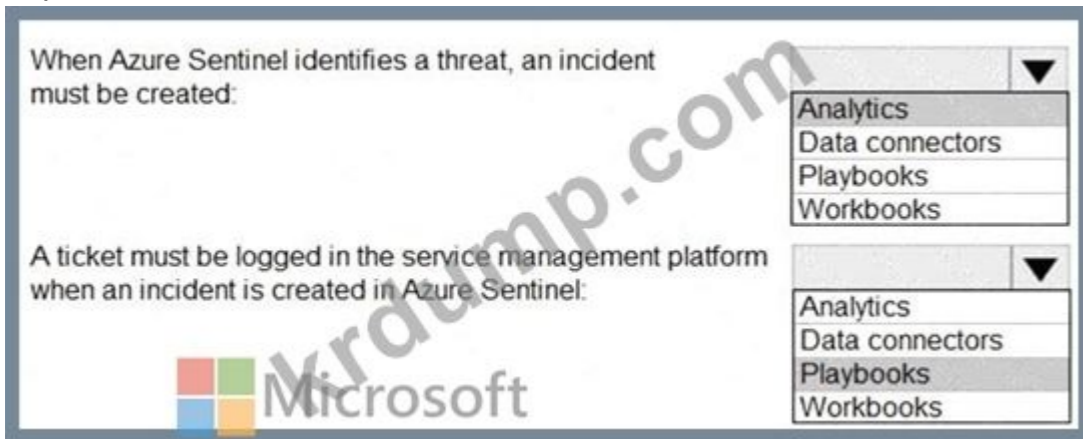 When Azure Sentinel identifies a threat, an incident
must be created:
Analytics
Data connectors
Playbooks
Workbooks
A ticket must be logged in the service management platform
when an incident is created in Azure Sentinel:
Analytics
Data connectors
Playbooks
Workbooks
krdump.com
Microsoft